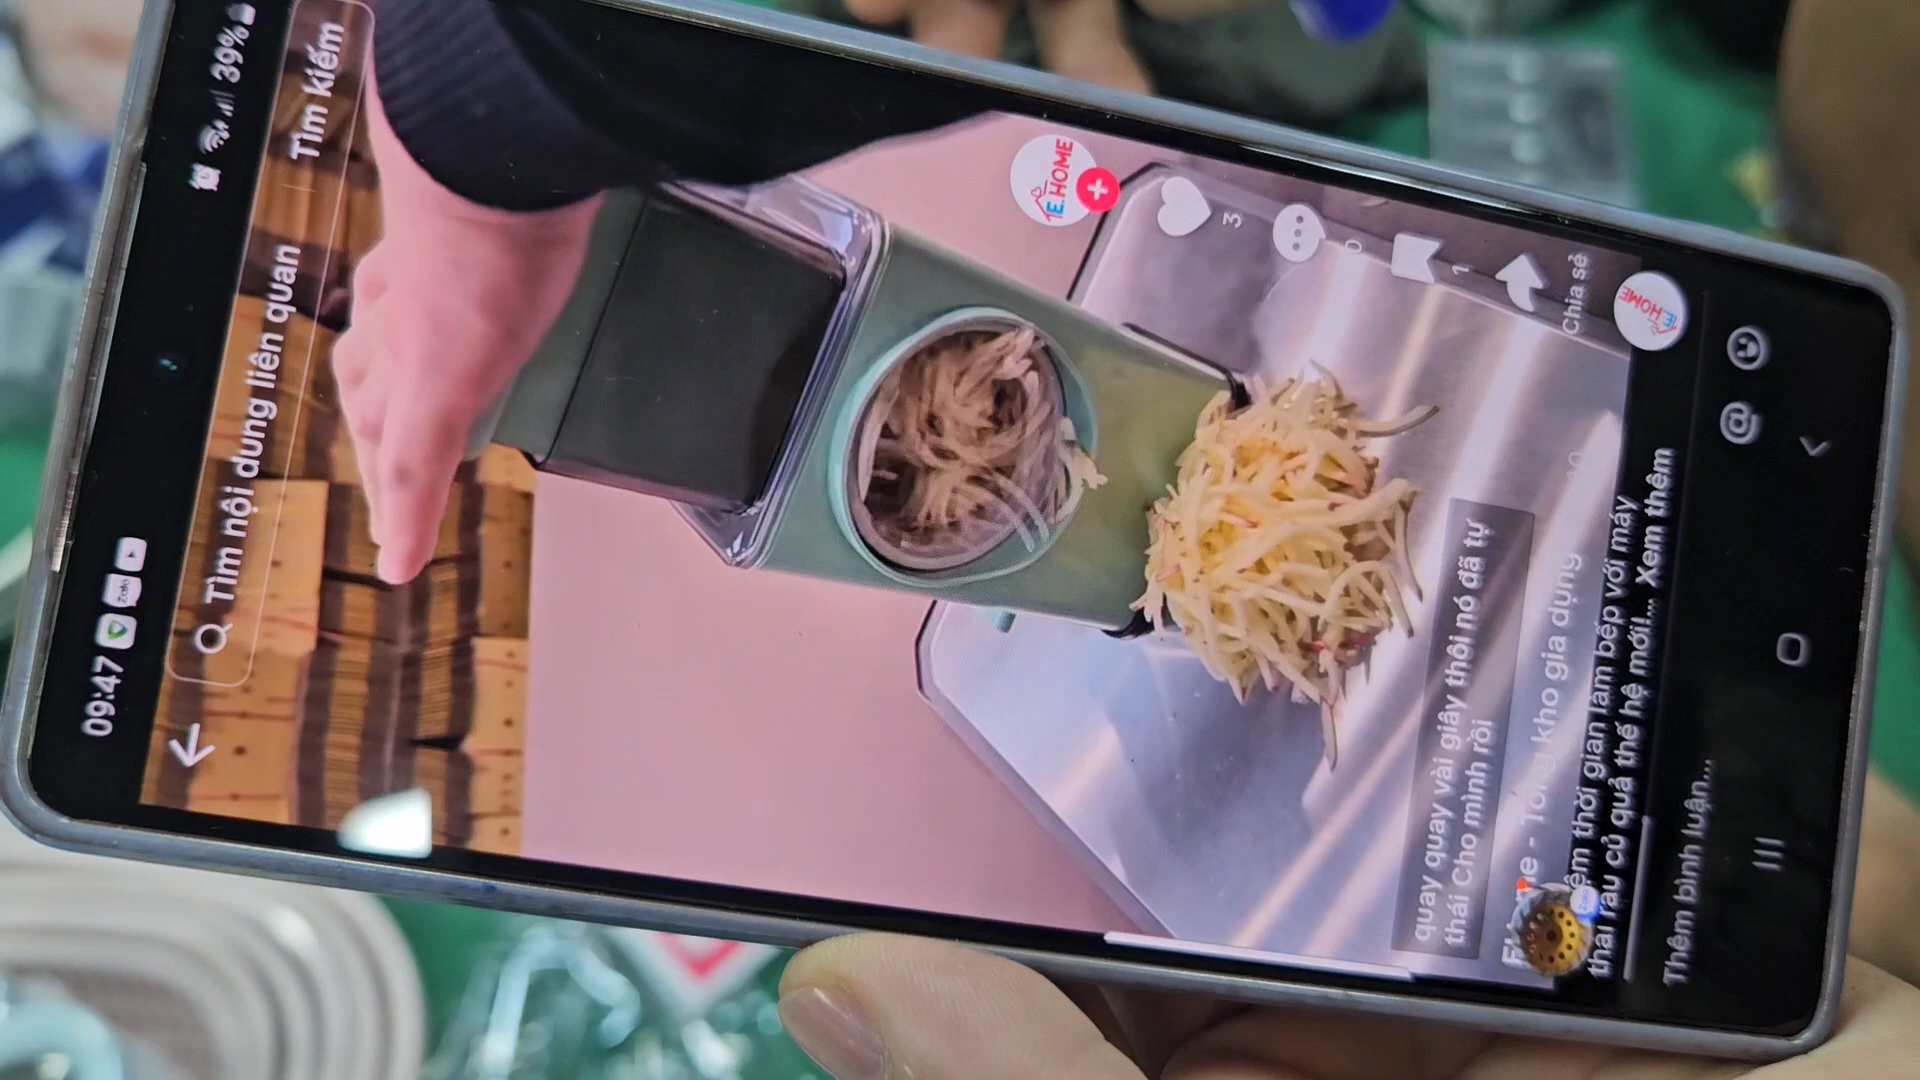 09:47
Zalo
39%
Tìm nội dung liên quan
Tìm kiếm
E.HOME
3
0
1
Chia sẻ
E.HOME
quay quay vài giây thôi nó đã tự
thái Cho mình rồi
- Tổng kho gia dụng
thời gian làm bếp với máy
thái rau củ quả thế hệ mới!... Xem thêm
Thêm bình luận...
@